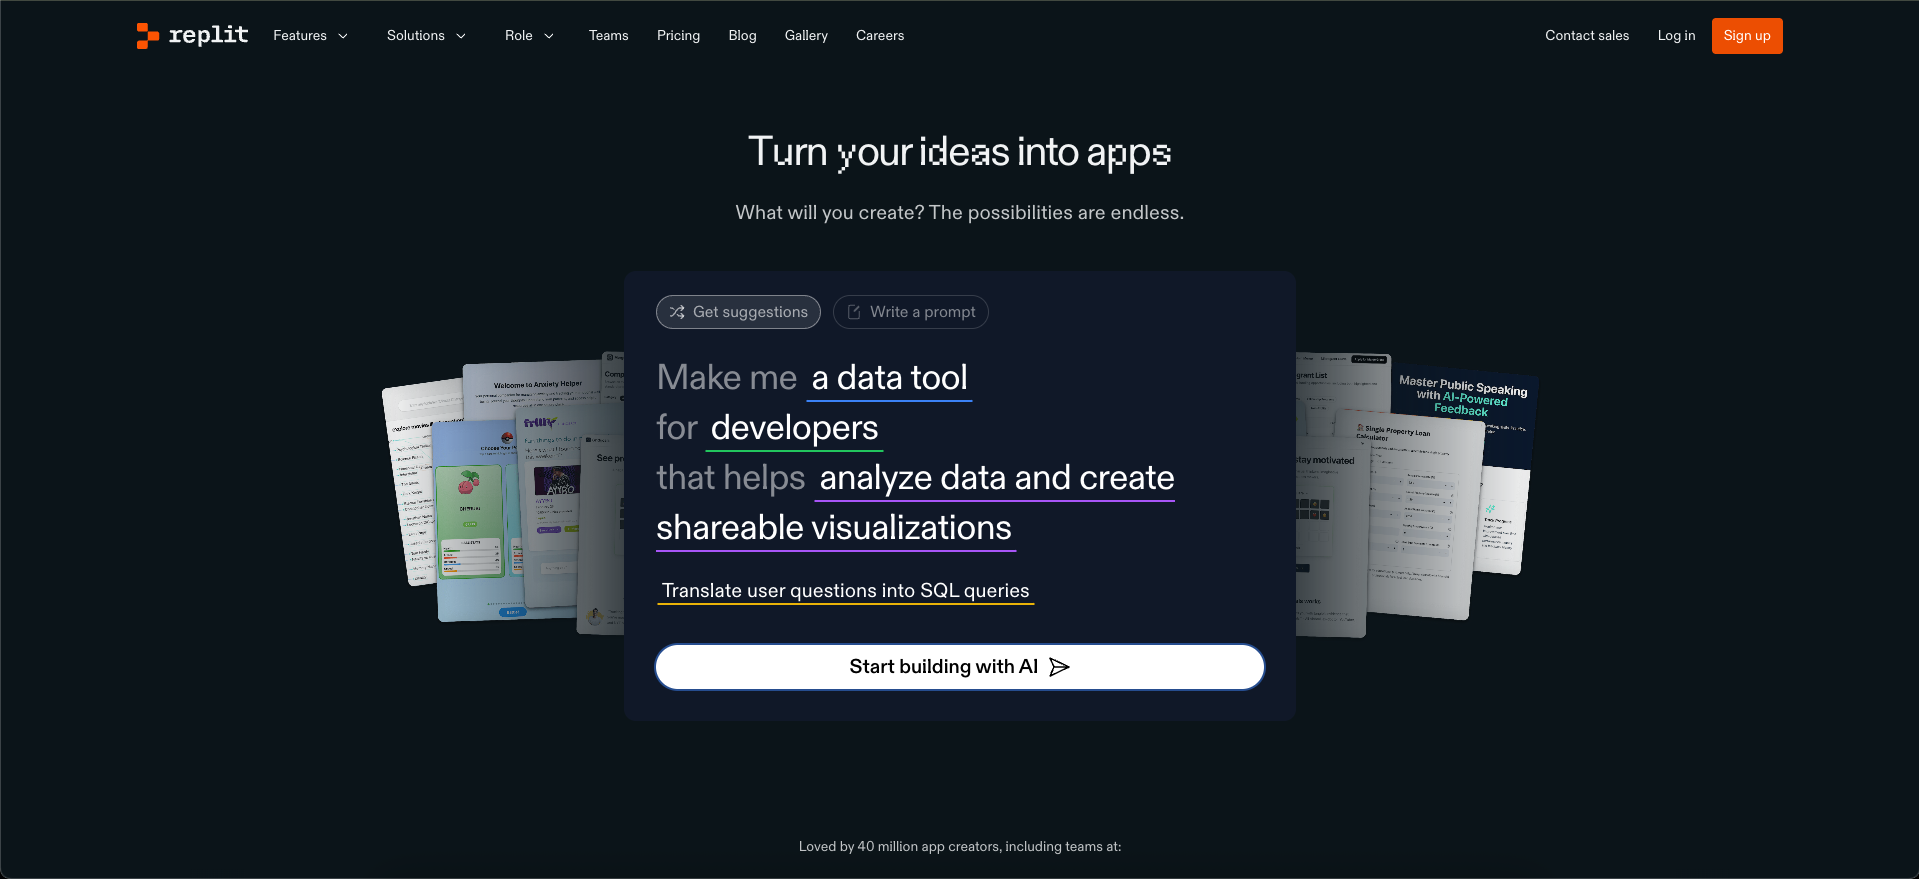 replit Features Solutions Role Teams Pricing Blog Gallery Careers Contact sales Log in Sign up
Turn your ideas into apps
What will you create? The possibilities are endless.
Get suggestions Write a prompt
Make me a data tool
for developers
that helps analyze data and create
shareable visualizations
Translate user questions into SQL queries
Start building with AI
Welcome to Anxiety Helper
See
Master Public Speaking
with AI-Powered
Feedback
Single Property Loan
Calculator
stay motivated
Loved by 40 million app creators, including teams at: